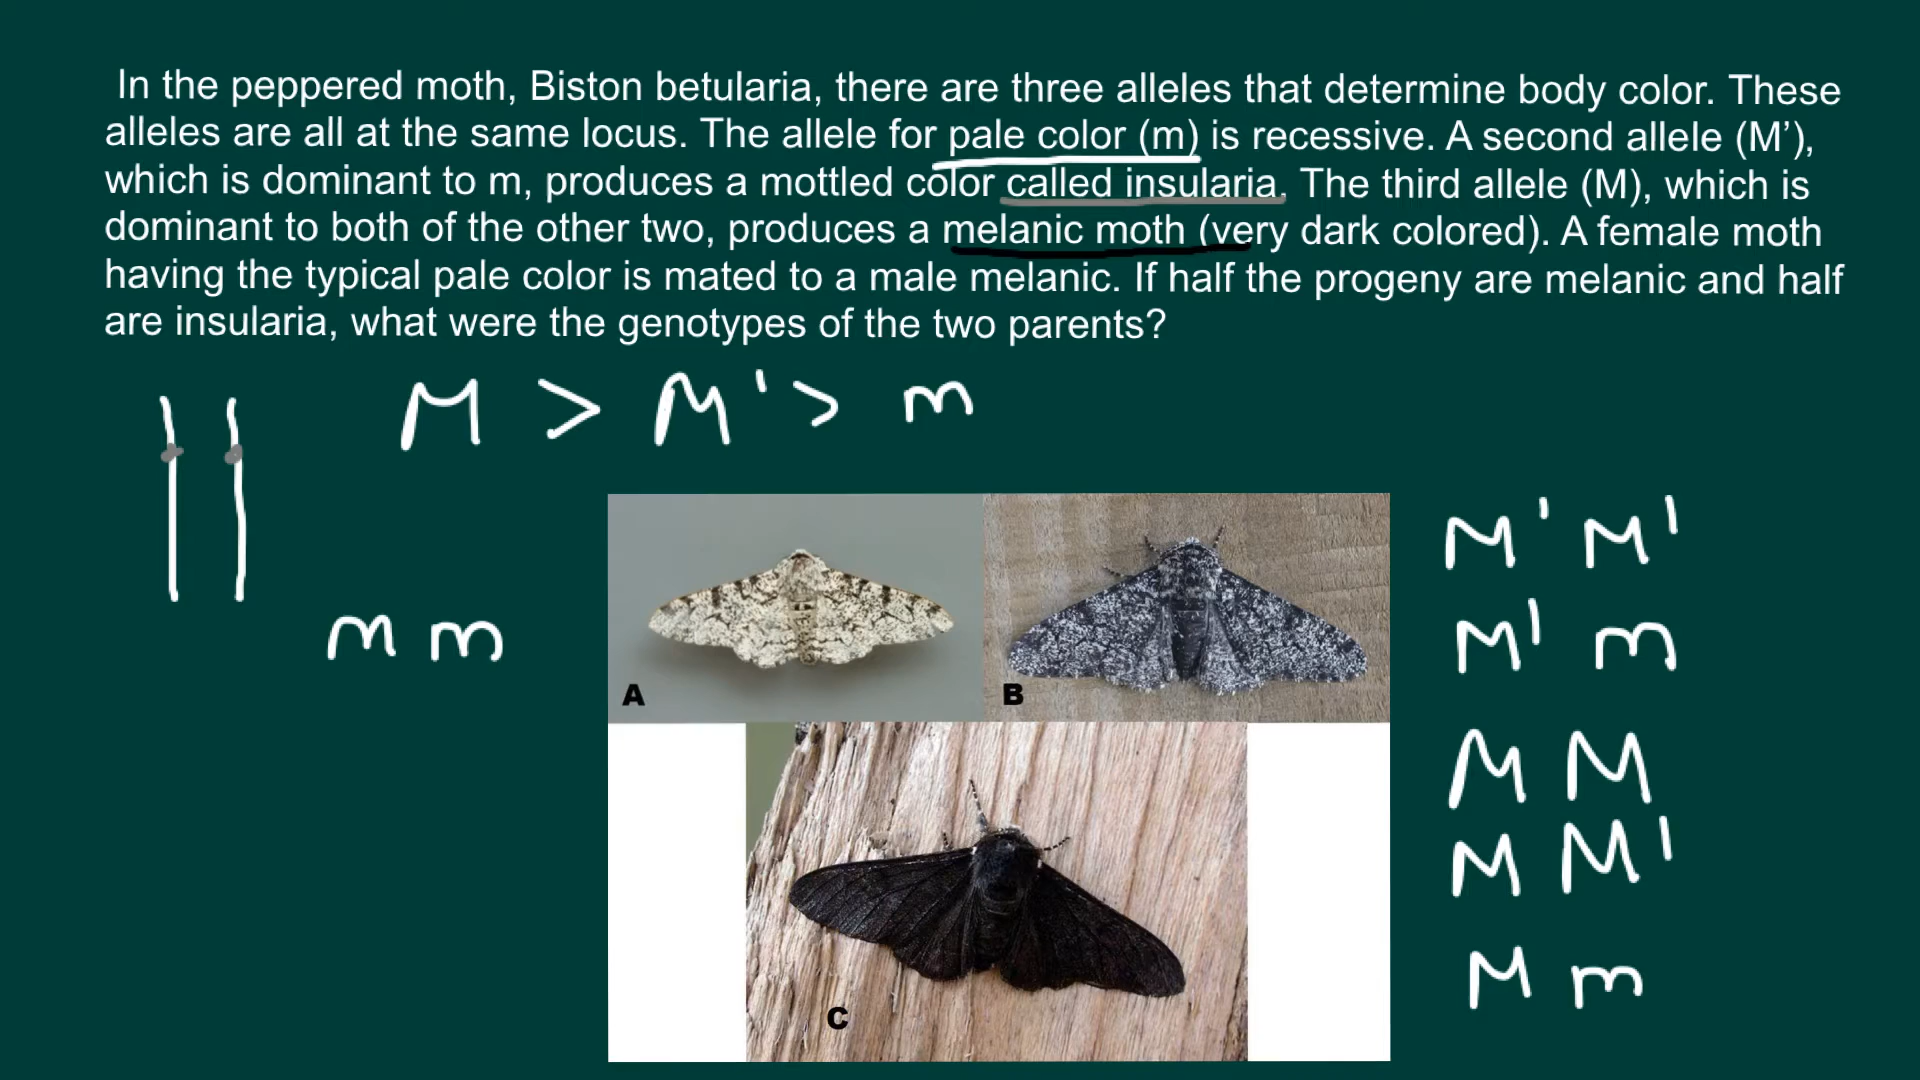 In the peppered moth, Biston betularia, there are three alleles that determine body color. These
alleles are all at the same locus. The allele for pale color (m) is recessive. A second allele (M’),
which is dominant to m, produces a mottled color called insularia. The third allele (M), which is
dominant to both of the other two, produces a melanic moth (very dark colored). A female moth
having the typical pale color is mated to a male melanic. If half the progeny are melanic and half
are insularia, what were the genotypes of the two parents?
M > M' > m
M' M'
m m
M' m
A
B
M M
M M'
M m
C